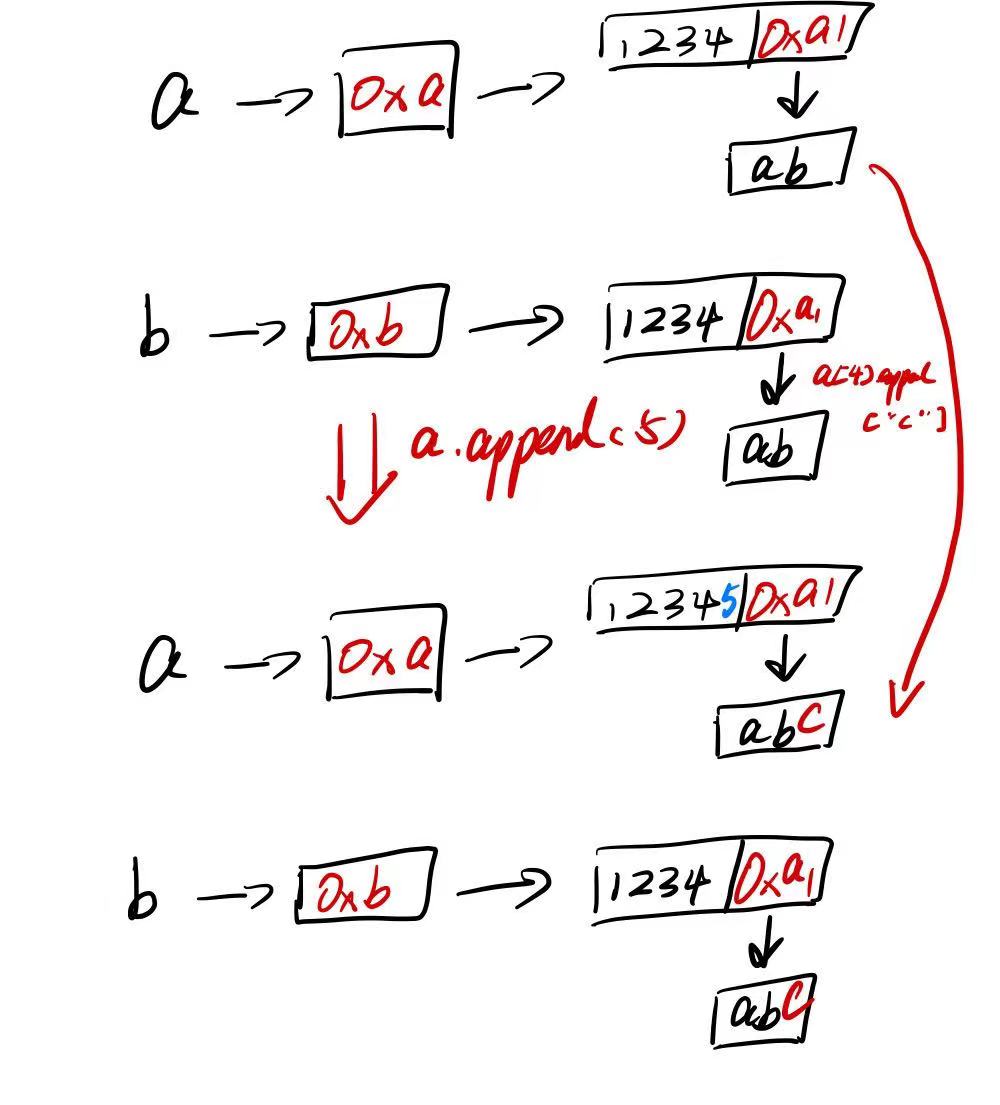 a → 0xa → 1234 0xa1
ab
b → 0xb → 1234 0xa1
a[4].appel
["c"]
ab
a.append(5)
a → 0xa → 12345 0xa1
abc
b → 0xb → 1234 0xa1
abc